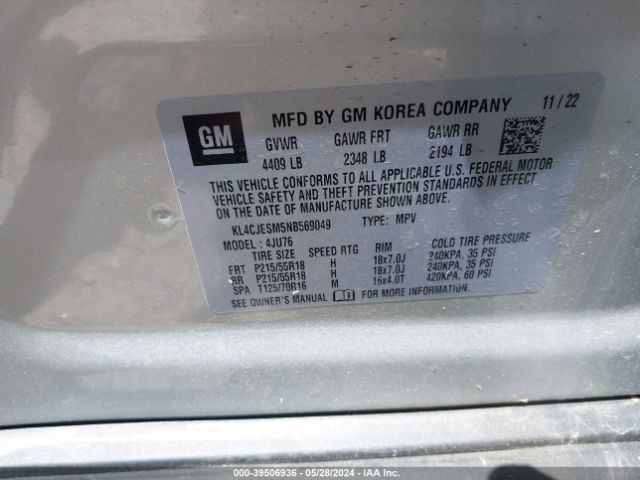 GM
MFD BY GM KOREA COMPANY 11/22
GVWR GAWR FRT GAWR RR
4409 LB 2348 LB 2194 LB
THIS VEHICLE CONFORMS TO ALL APPLICABLE U.S. FEDERAL MOTOR
VEHICLE SAFETY AND THEFT PREVENTION STANDARDS IN EFFECT
ON THE DATE OF MANUFACTURE SHOWN ABOVE.
KL4CJESM5NB569049 TYPE: MPV
MODEL: 4JU76
TIRE SIZE SPEED RTG RIM COLD TIRE PRESSURE
FRT P215/55R18 H 18x7.0J 240KPA, 35 PSI
RR P215/55R18 H 18x7.0J 240KPA, 35 PSI
SPA T125/70R16 M 16x4.0T 420KPA, 60 PSI
SEE OWNER'S MANUAL FOR MORE INFORMATION.
000-39506936 - 05/28/2024 - IAA Inc.